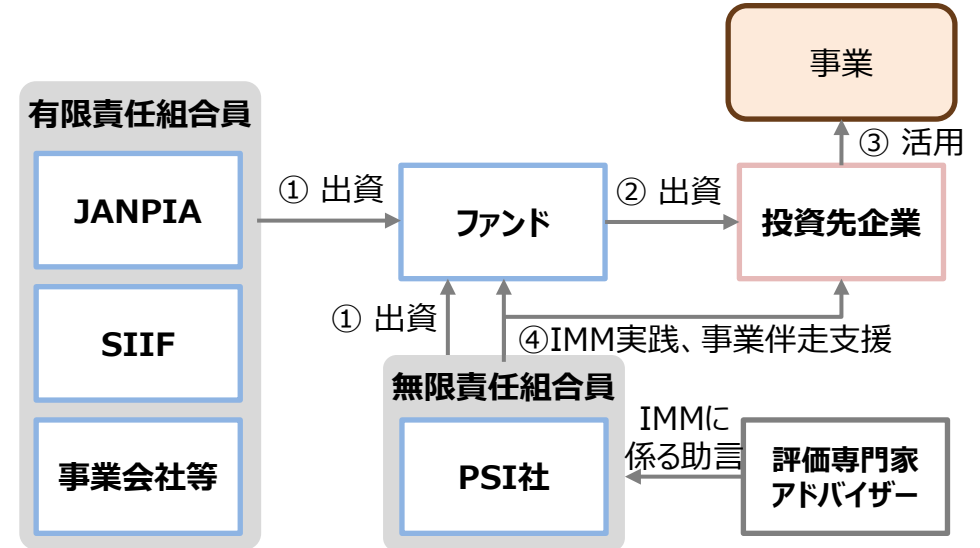 事業
有限責任組合員
③ 活用
JANPIA
① 出資
ファンド
② 出資
投資先企業
SIIF
① 出資
④IMM実践、事業伴走支援
無限責任組合員
事業会社等
PSI社
IMMに
係る助言
評価専門家
アドバイザー